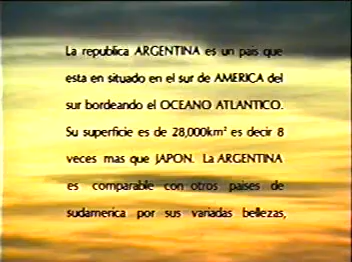 La republica ARGENTINA es un pais que
esta en situado en el sur de AMERICA del
sur bordeando el OCEANO ATLANTICO.
Su superficie es de 28,000km² es decir 8
veces mas que JAPON. La ARGENTINA
es comparable con otros paises de
sudamerica por sus variadas bellezas,